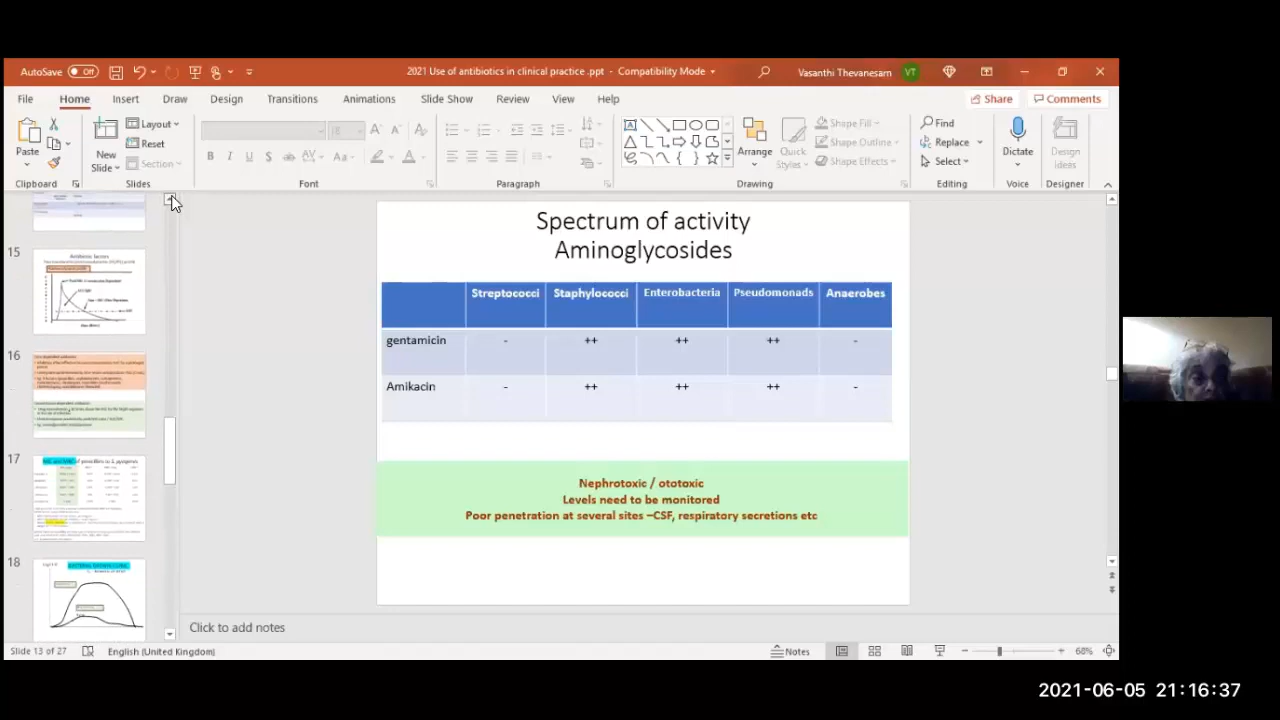 AutoSave Off
2021 Use of antibiotics in clinical practice .ppt - Compatibility Mode
Vasanthi Thevanesam VT
File Home Insert Draw Design Transitions Animations Slide Show Review View Help
Share Comments
Paste
New Slide
Layout
Reset
Section
B I U S ab AV Aa A
Arrange
Quick Styles
Shape Fill
Shape Outline
Shape Effects
Find
Replace
Select
Dictate
Design Ideas
Clipboard Slides Font Paragraph Drawing Editing Voice Designer
15
16
17
18
Spectrum of activity
Aminoglycosides
Streptococci Staphylococci Enterobacteria Pseudomonads Anaerobes
gentamicin - ++ ++ ++ -
Amikacin - ++ ++ ++ -
Nephrotoxic / ototoxic
Levels need to be monitored
Poor penetration at several sites –CSF, respiratory secretions etc
Click to add notes
Slide 13 of 27 English (United Kingdom) Notes 68%
2021-06-05 21:16:37